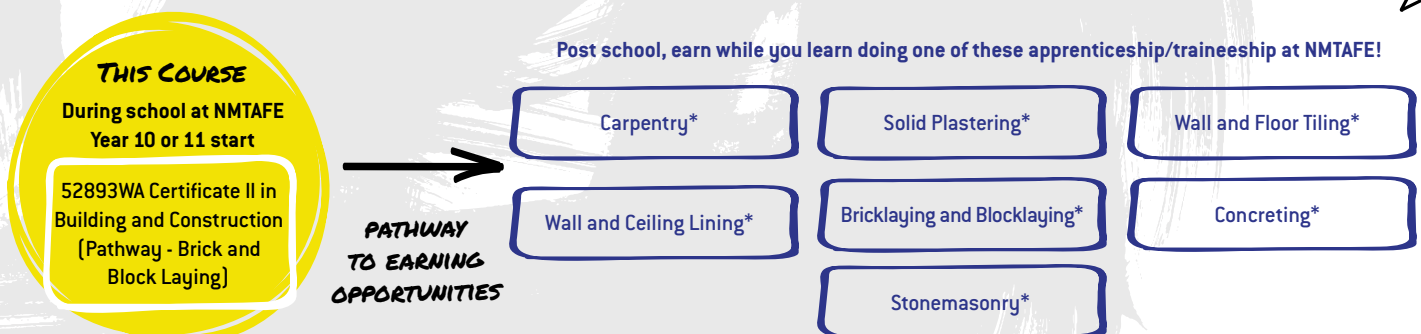 THIS COURSE
During school at NMTAFE
Year 10 or 11 start
52893WA Certificate II in
Building and Construction
(Pathway - Brick and
Block Laying)
PATHWAY
TO EARNING
OPPORTUNITIES
Post school, earn while you learn doing one of these apprenticeship/traineeship at NMTAFE!
Carpentry*
Solid Plastering*
Wall and Floor Tiling*
Wall and Ceiling Lining*
Bricklaying and Blocklaying*
Concreting*
Stonemasonry*